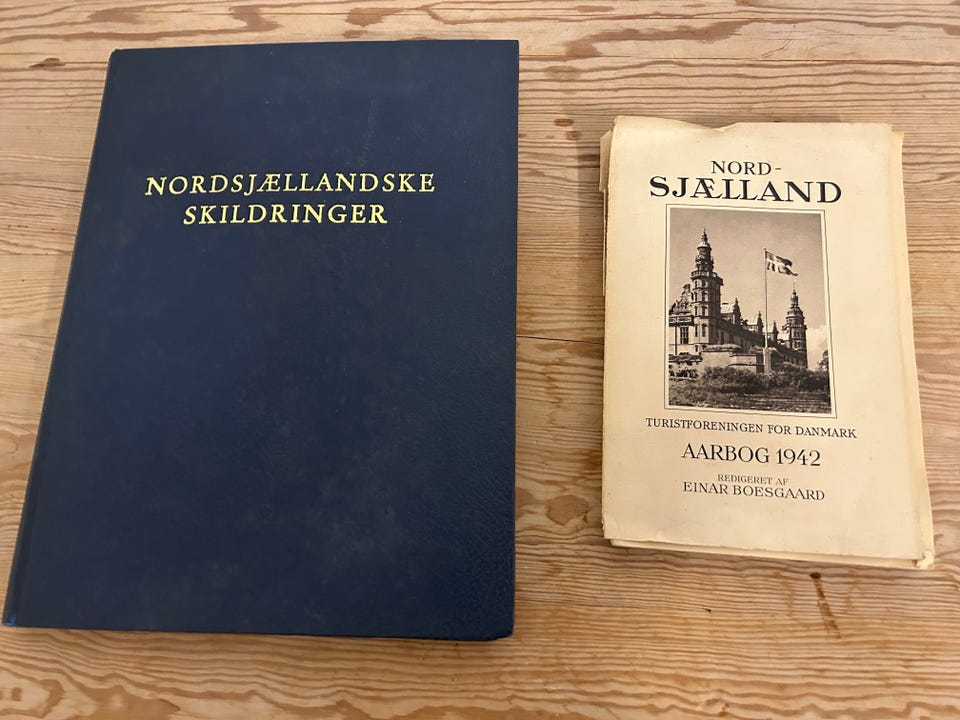 NORDSJÆLLANDSKE
SKILDRINGER
NORD-
SJÆLLAND
TURISTFORENINGEN FOR DANMARK
AARBOG 1942
REDIGERET AF
EINAR BOESGAARD